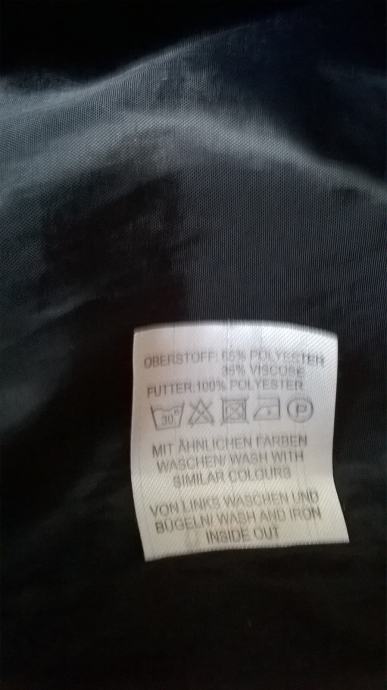 OBERSTOFF: 65% POLYESTER
35% VISCOSE
FUTTER:100% POLYESTER
30° P
MIT ÄHNLICHEN FARBEN
WASCHEN/ WASH WITH
SIMILAR COLOURS
VON LINKS WASCHEN UND
BÜGELN/ WASH AND IRON
INSIDE OUT